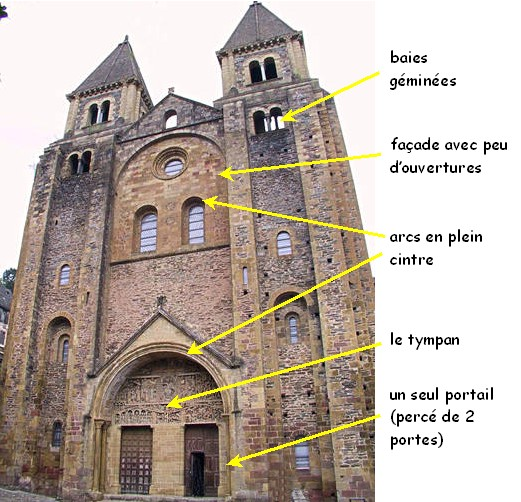 baies
géminées
façade avec peu
d'ouvertures
arcs en plein
cintre
le tympan
un seul portail
(percé de 2
portes)